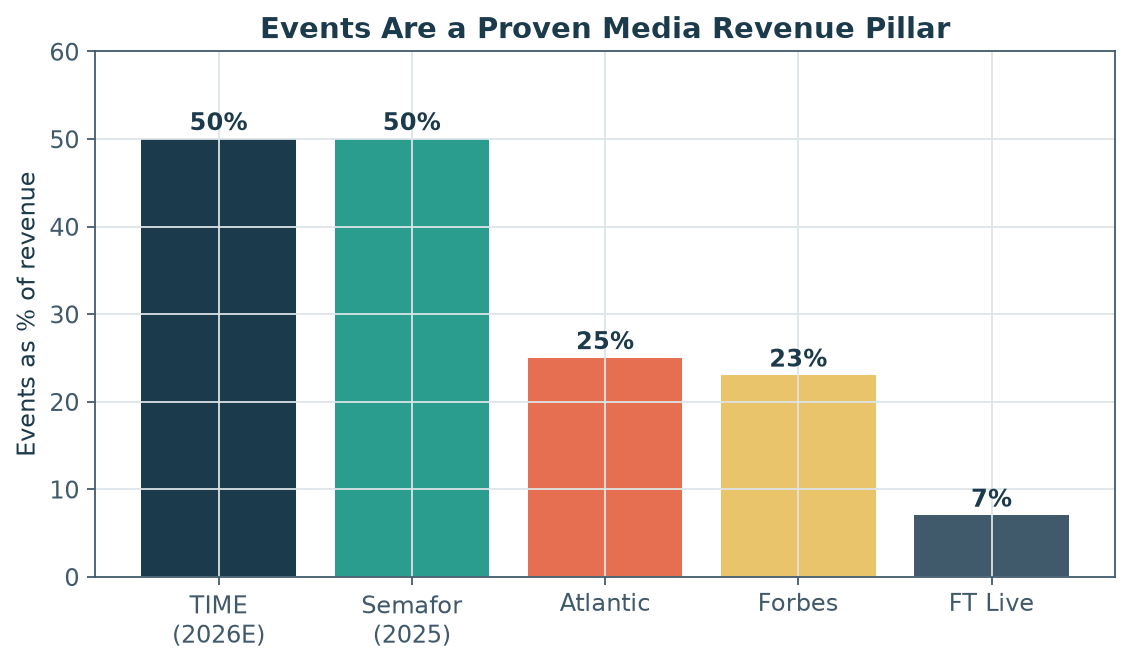 Events Are a Proven Media Revenue Pillar
Events as % of revenue
60
50
40
30
20
10
0
50%
50%
25%
23%
7%
TIME
(2026E)
Semafor
(2025)
Atlantic
Forbes
FT Live